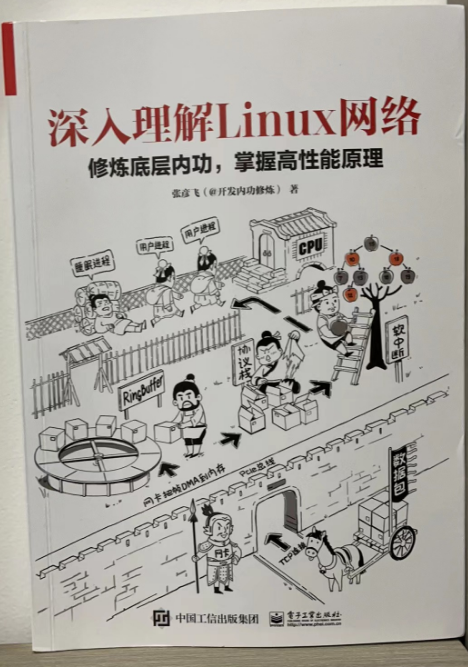 深入理解Linux网络
修炼底层内功，掌握高性能原理
张彦飞（@开发内功修炼） 著
睡眠进程
用户进程
用户进程
CPU
软中断
协议栈
RingBuffer
网卡把帧DMA到内存
PCIe总线
数据包
网卡
TCP连接
中国工信出版集团
电子工业出版社
http://www.phei.com.cn